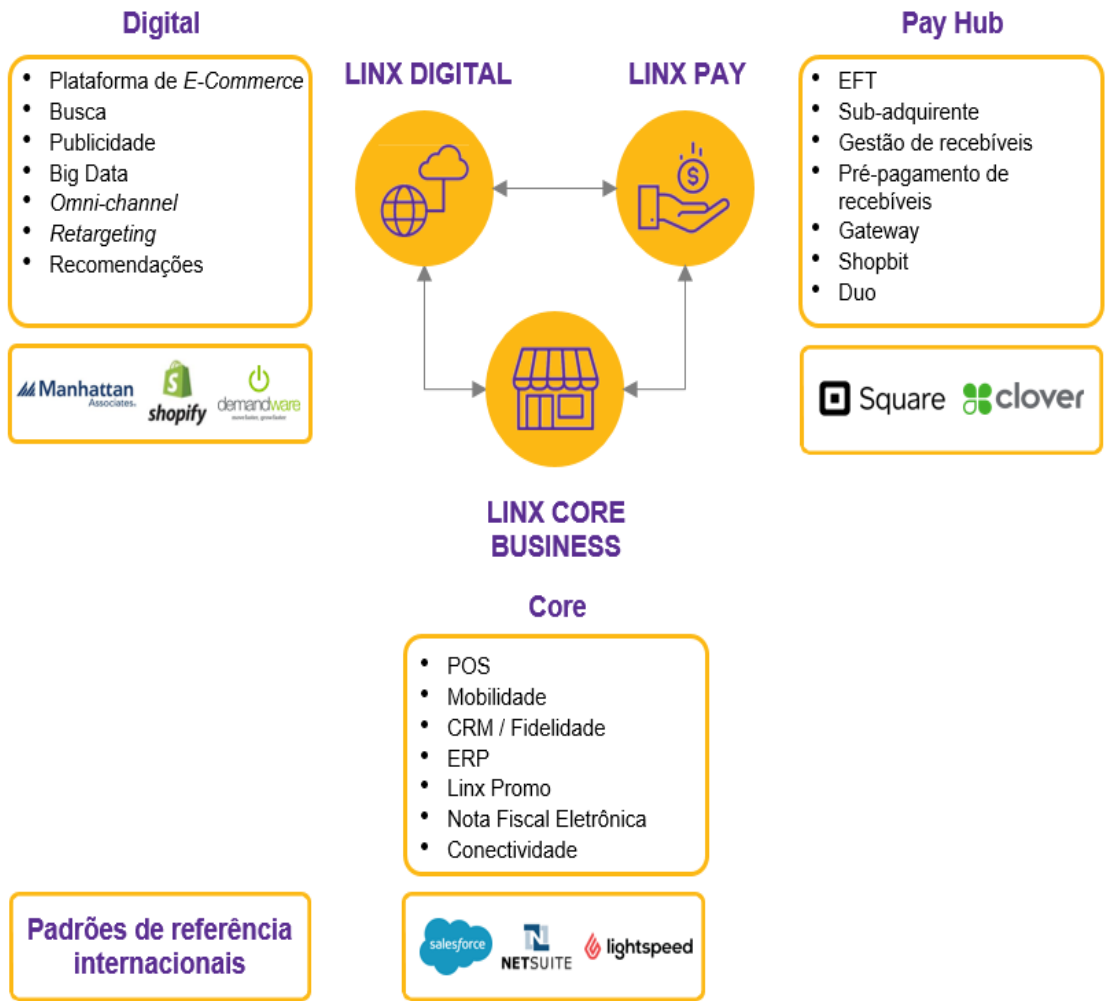 Digital
Pay Hub
LINX DIGITAL
LINX PAY
• Plataforma de E-Commerce
• Busca
• Publicidade
• Big Data
• Omni-channel
• Retargeting
• Recomendações
• EFT
• Sub-adquirente
• Gestão de recebíveis
• Pré-pagamento de
recebíveis
• Gateway
• Shopbit
• Duo
$
Manhattan
Associates.
S
shopify
demandware
Square
clover
LINX CORE
BUSINESS
Core
• POS
• Mobilidade
• CRM / Fidelidade
• ERP
• Linx Promo
• Nota Fiscal Eletrônica
• Conectividade
Padrões de referência
internacionais
salesforce
N
NETSUITE
lightspeed